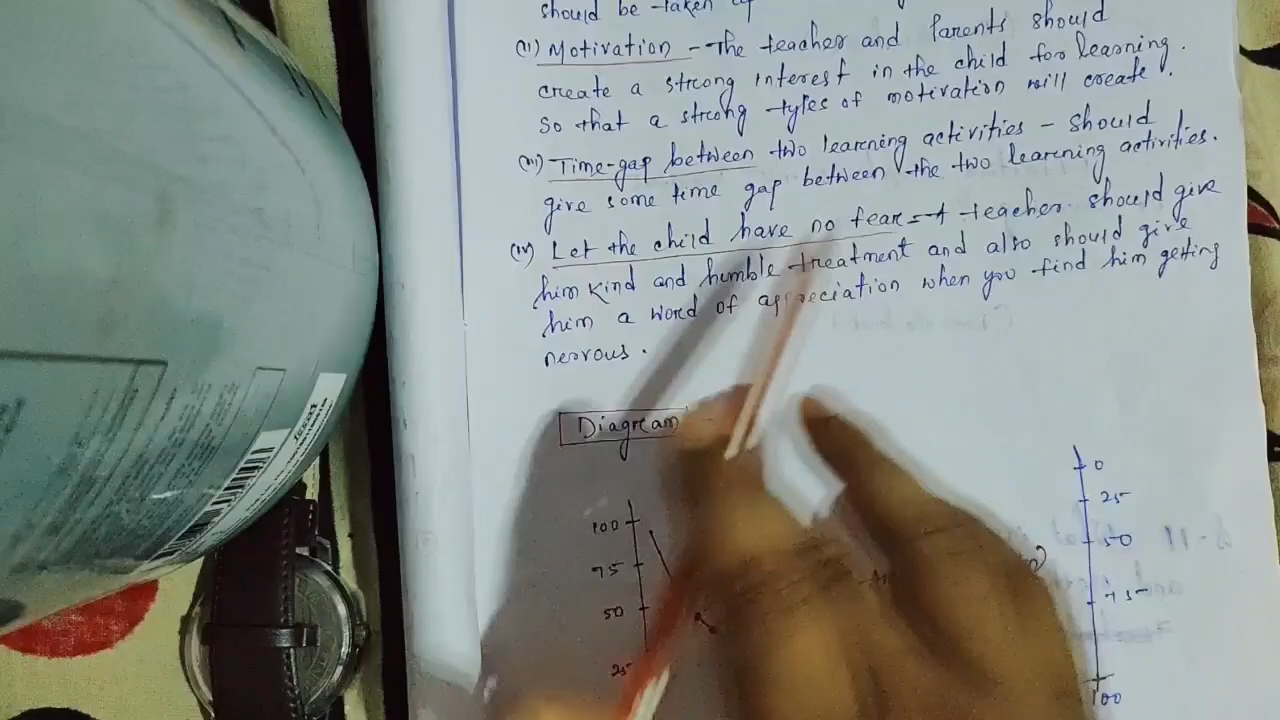 should be taken up
(ii) Motivation - The teacher and Parents should
create a strong interest in the child for learning.
So that a strong tyles of motivation will create.
(iii) Time-gap between two learning activities - should
give some time gap between the two learning activities.
(iv) Let the child have no fear - A teacher should give
him kind and humble treatment and also should give
him a word of appreciation when you find him getting
nervous.
Diagram
100
75
50
25
0
25
50
75
100